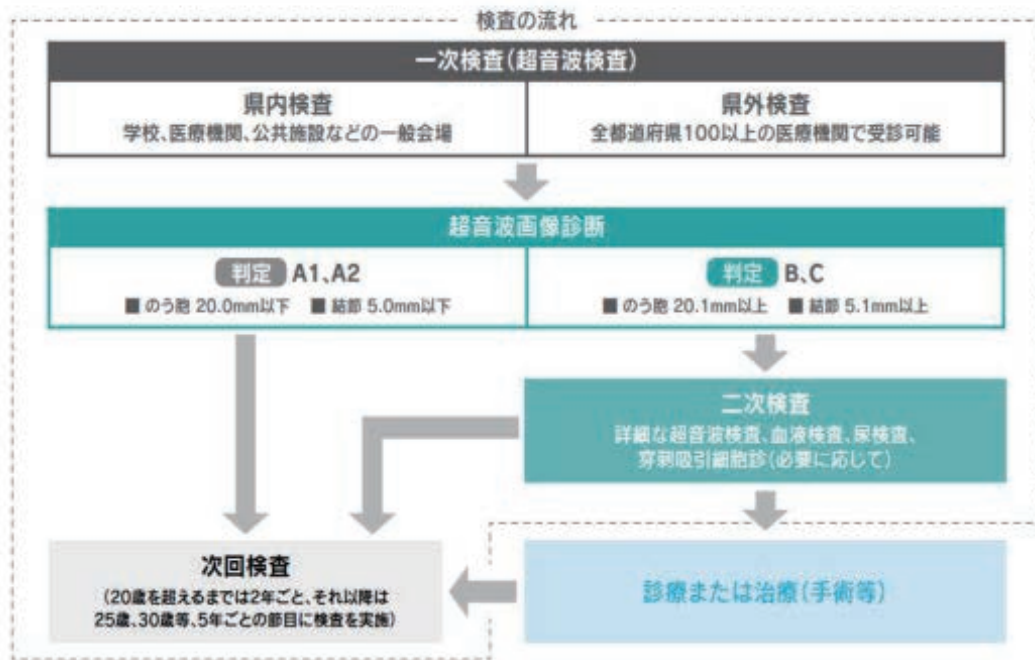 検査の流れ
一次検査(超音波検査)
県内検査
学校、医療機関、公共施設などの一般会場
県外検査
全都道府県100以上の医療機関で受診可能
超音波画像診断
判定 A1、A2
■ のう胞 20.0mm以下 ■ 結節 5.0mm以下
判定 B、C
■ のう胞 20.1mm以上 ■ 結節 5.1mm以上
二次検査
詳細な超音波検査、血液検査、尿検査、
穿刺吸引細胞診(必要に応じて)
次回検査
(20歳を超えるまでは2年ごと、それ以降は
25歳、30歳等、5年ごとの節目に検査を実施)
診療または治療(手術等)